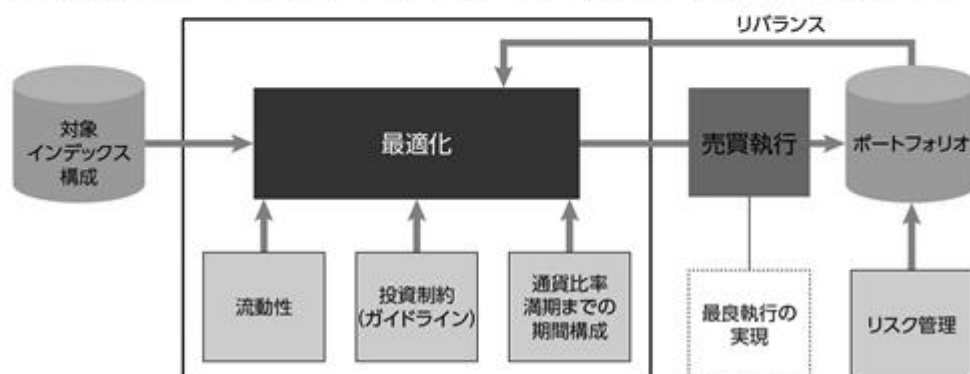 リバランス
対象
インデックス
構成
最適化
売買執行
ポートフォリオ
流動性
投資制約
(ガイドライン)
通貨比率
満期までの
期間構成
最良執行の
実現
リスク管理